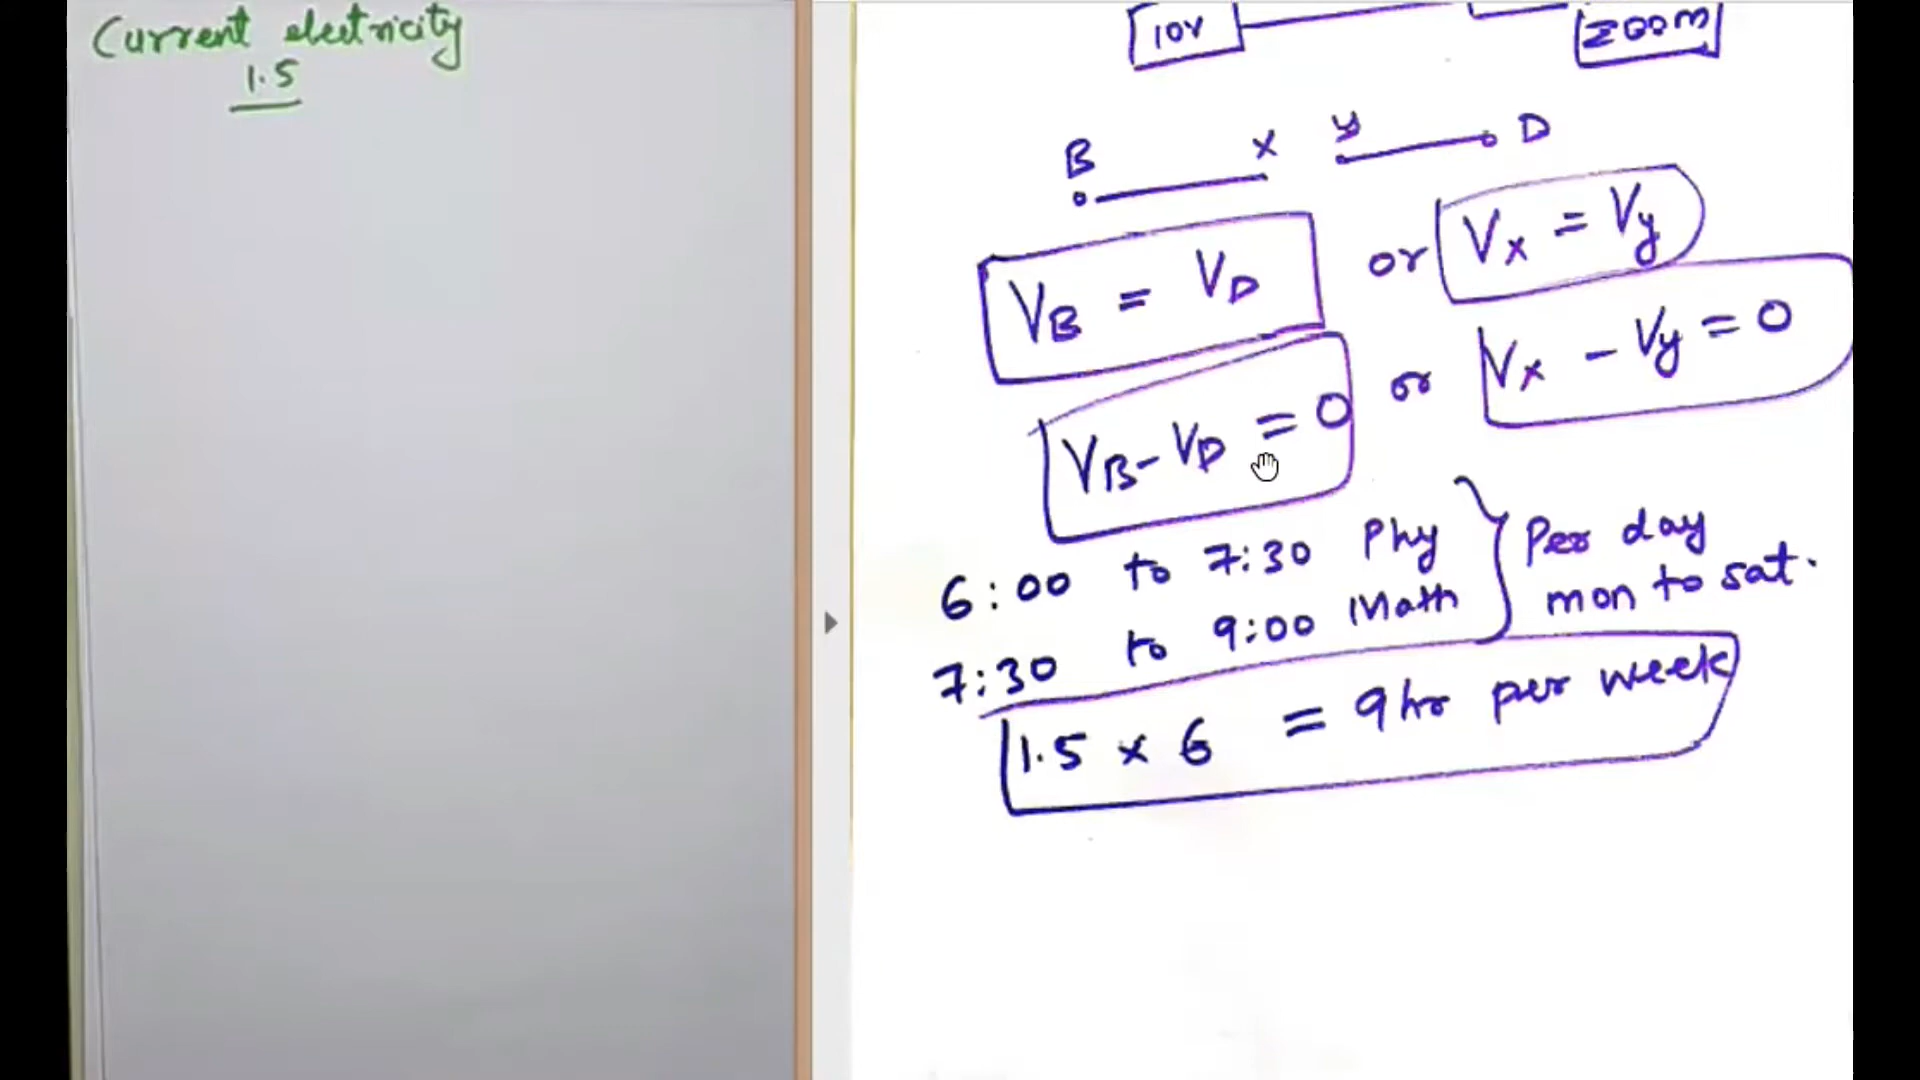 Current electricity
1.5
10V
ZOOM
B X y D
VB = VD or Vx = Vy
VB - VD = 0 or Vx - Vy = 0
6:00 to 7:30 Phy
7:30 to 9:00 Math
Per day
mon to sat.
1.5 x 6 = 9hr per week